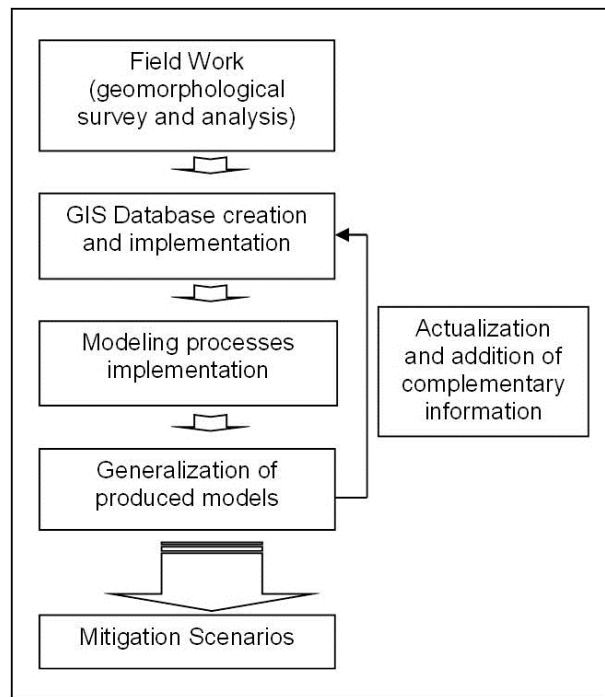 Field Work
(geomorphological
survey and analysis)
GIS Database creation
and implementation
Modeling processes
implementation
Generalization of
produced models
Mitigation Scenarios
Actualization
and addition of
complementary
information